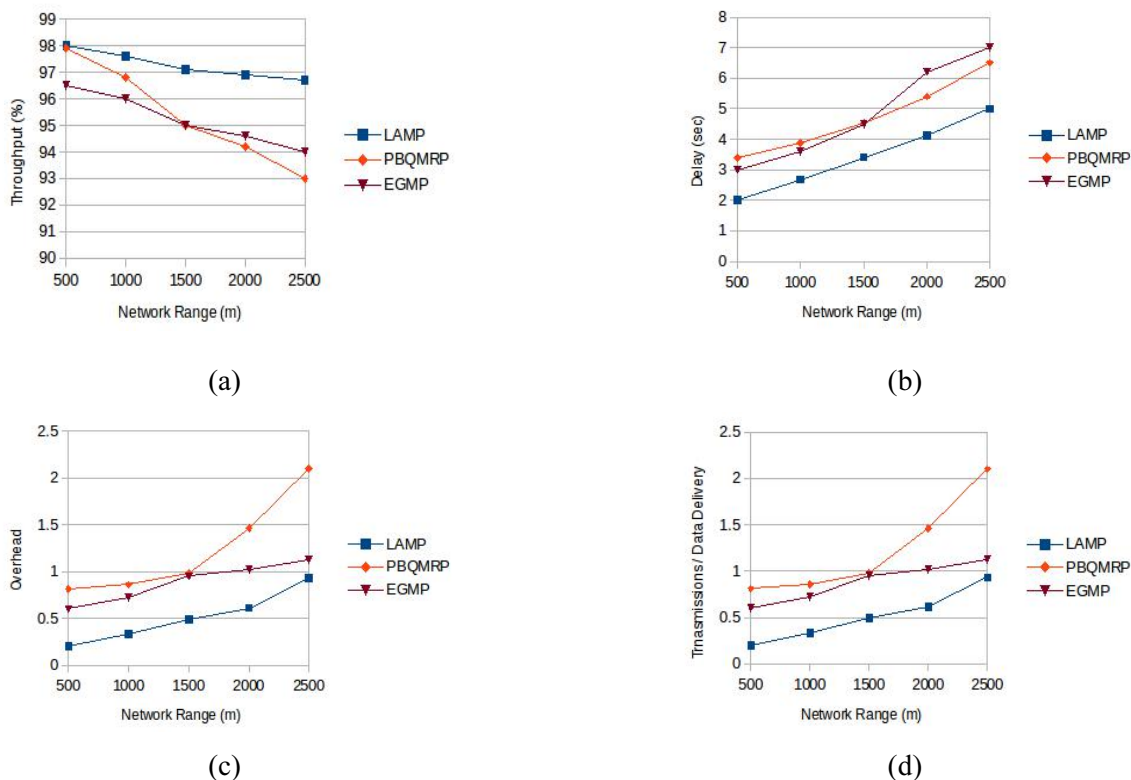 99
98
97
96
95
94
93
92
91
90
Throughput (%)
500 1000 1500 2000 2500
Network Range (m)
LAMP
PBQMRP
EGMP
(a)
8
7
6
5
4
3
2
1
0
Delay (sec)
500 1000 1500 2000 2500
Network Range (m)
LAMP
PBQMRP
EGMP
(b)
2.5
2
1.5
1
0.5
0
Overhead
500 1000 1500 2000 2500
Network Range (m)
LAMP
PBQMRP
EGMP
(c)
2.5
2
1.5
1
0.5
0
Trnasmissions/ Data Delivery
500 1000 1500 2000 2500
Network Range (m)
LAMP
PBQMRP
EGMP
(d)